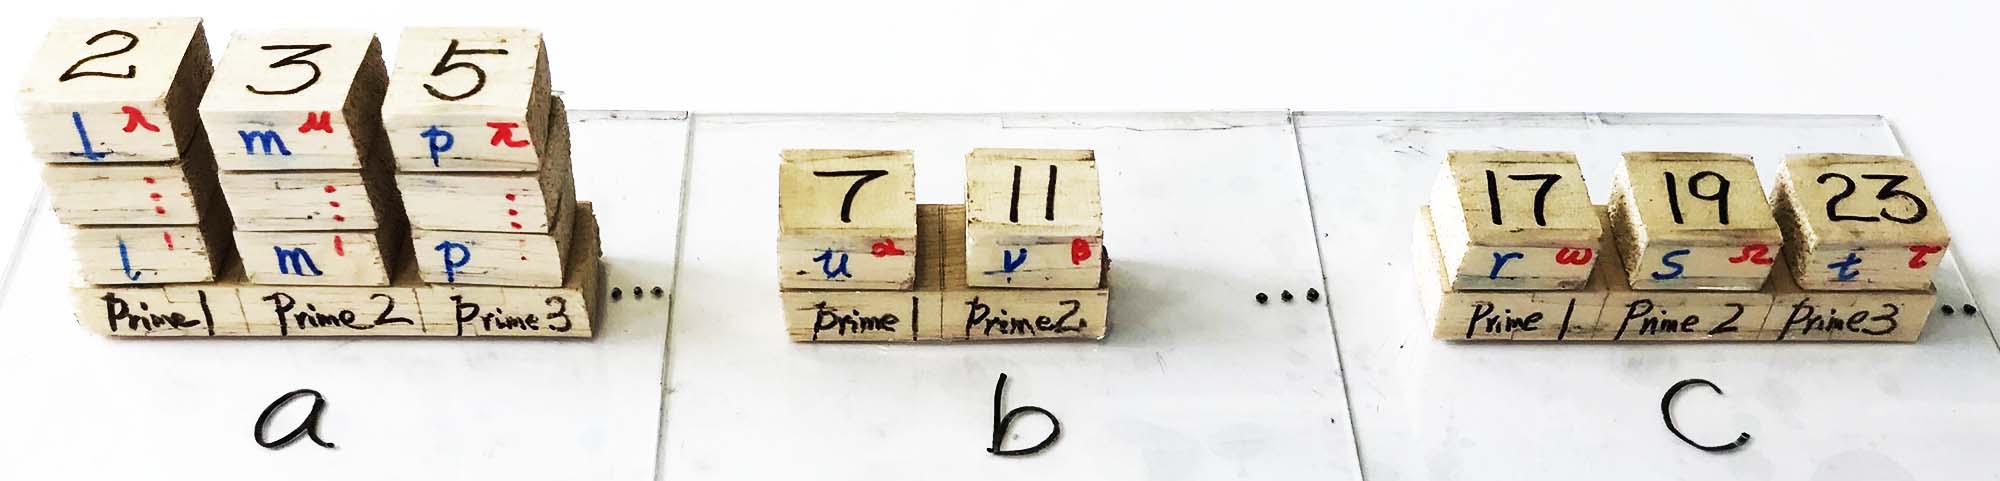 2 3 5
l λ m μ p π
7 11 17 19 23
l ' m ' p '
u α v β r ω s Ω t τ
Prime 1 Prime 2 Prime 3 ... Prime 1 Prime 2 ... Prime 1 Prime 2 Prime 3 ..
a b c